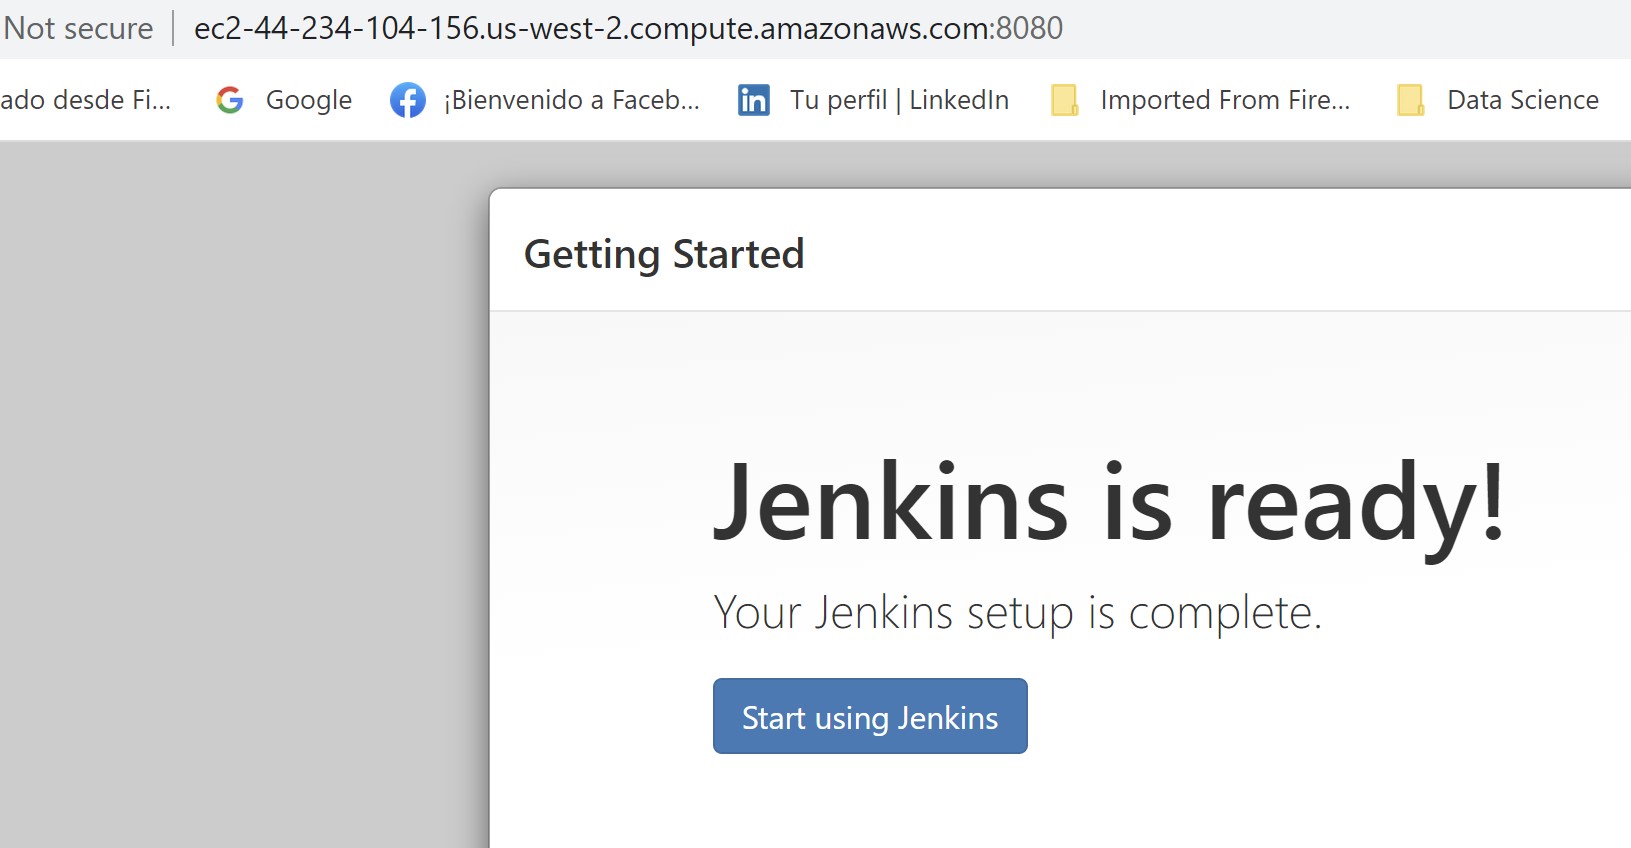 Not secure ec2-44-234-104-156.us-west-2.compute.amazonaws.com:8080
ado desde Fi... Google ¡Bienvenido a Faceb... Tu perfil | LinkedIn Imported From Fire... Data Science
Getting Started
Jenkins is ready!
Your Jenkins setup is complete.
Start using Jenkins